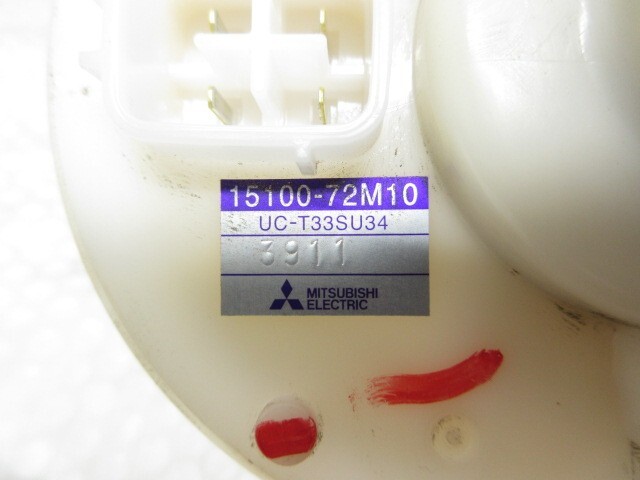 15100-72M10
UC-T33SU34
3911
MITSUBISHI
ELECTRIC